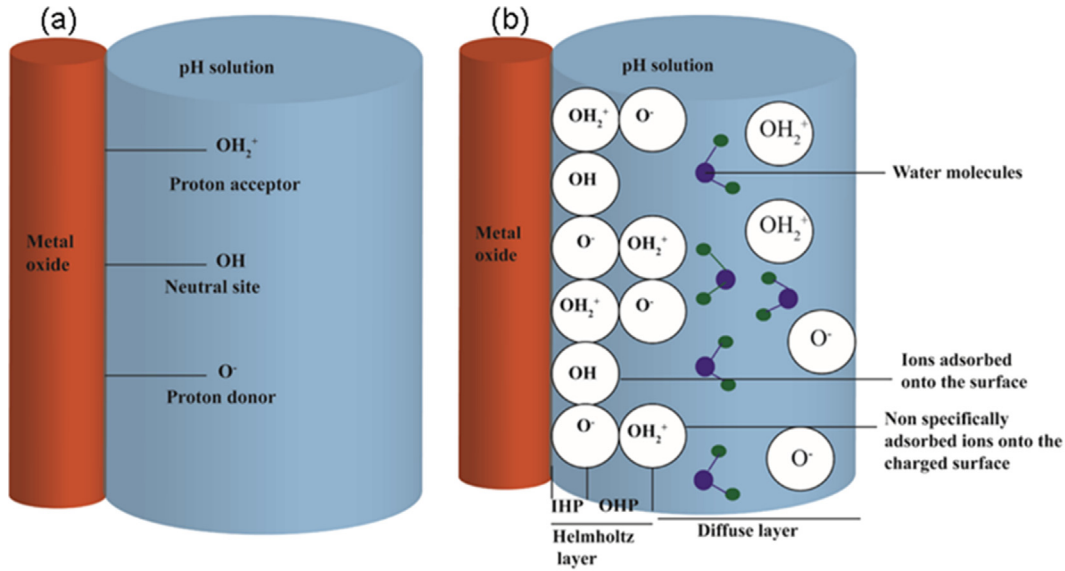 (a)
pH solution
OH₂⁺
Proton acceptor
Metal
oxide
OH
Neutral site
O⁻
Proton donor
(b)
pH solution
OH₂⁺ O⁻
OH
O⁻ OH₂⁺
OH₂⁺ O⁻
OH
O⁻ OH₂⁺
Metal
oxide
OH₂⁺
OH₂⁺
O⁻
O⁻
Water molecules
Ions adsorbed
onto the surface
Non specifically
adsorbed ions onto the
charged surface
IHP OHP
Helmholtz
layer
Diffuse layer